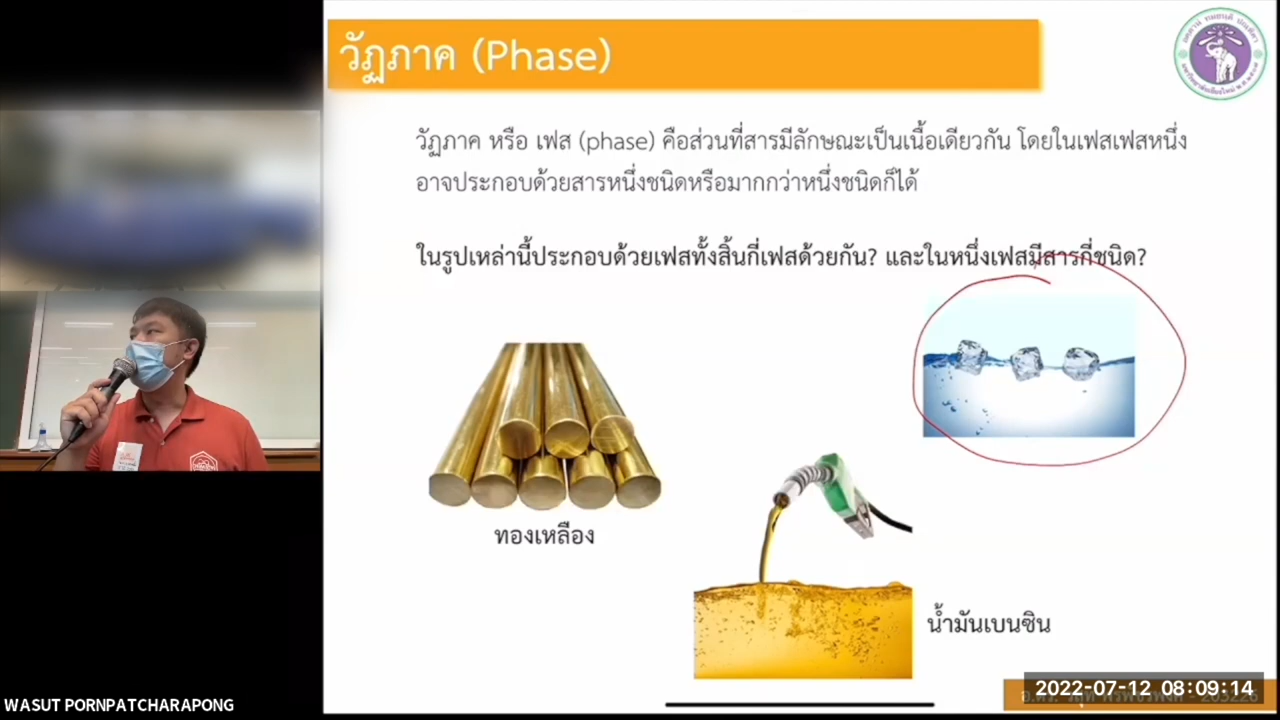 วัฏภาค (Phase)
วัฏภาค หรือ เฟส (phase) คือส่วนที่สารมีลักษณะเป็นเนื้อเดียวกัน โดยในเฟสเฟสหนึ่ง
อาจประกอบด้วยสารหนึ่งชนิดหรือมากกว่าหนึ่งชนิดก็ได้
ในรูปเหล่านี้ประกอบด้วยเฟสทั้งสิ้นกี่เฟสด้วยกัน? และในหนึ่งเฟสมีสารกี่ชนิด?
ทองเหลือง
น้ำมันเบนซิน
2022-07-12 08:09:14
WASUT PORNPATCHARAPONG